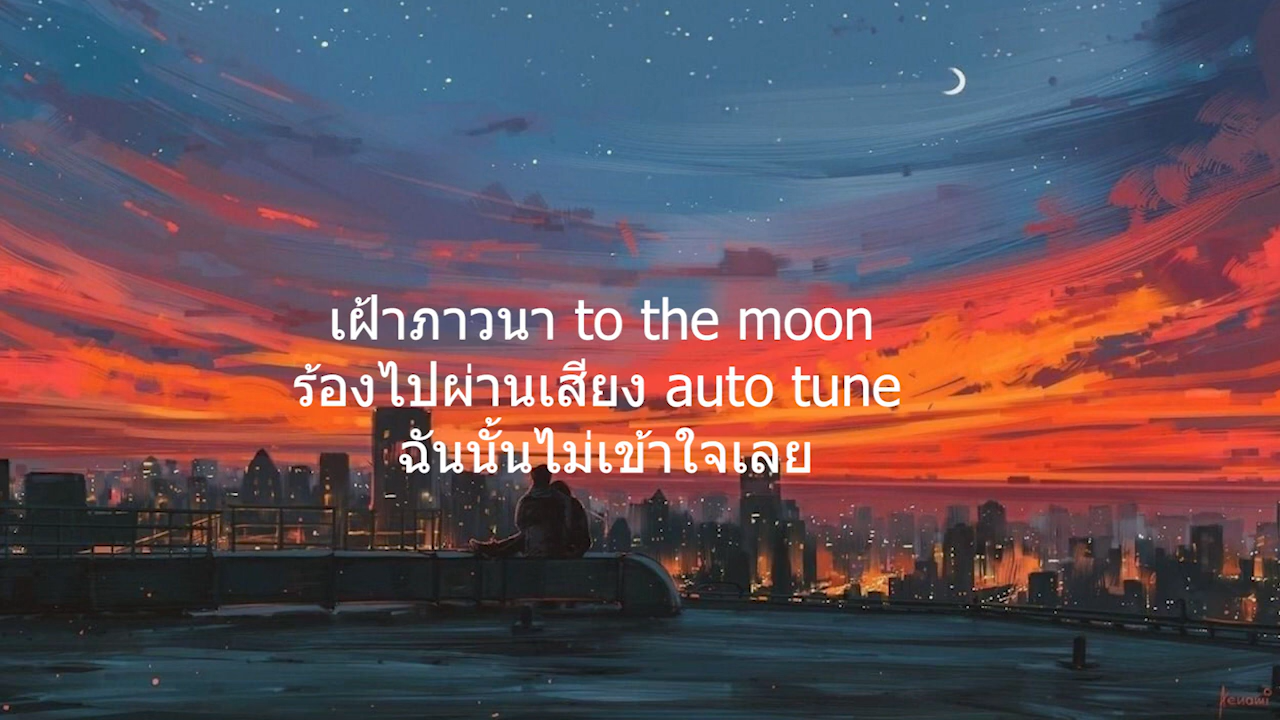 เฝ้าภาวนา to the moon
ร้องไปผ่านเสียง auto tune
ฉันนั้นไม่เข้าใจเลย